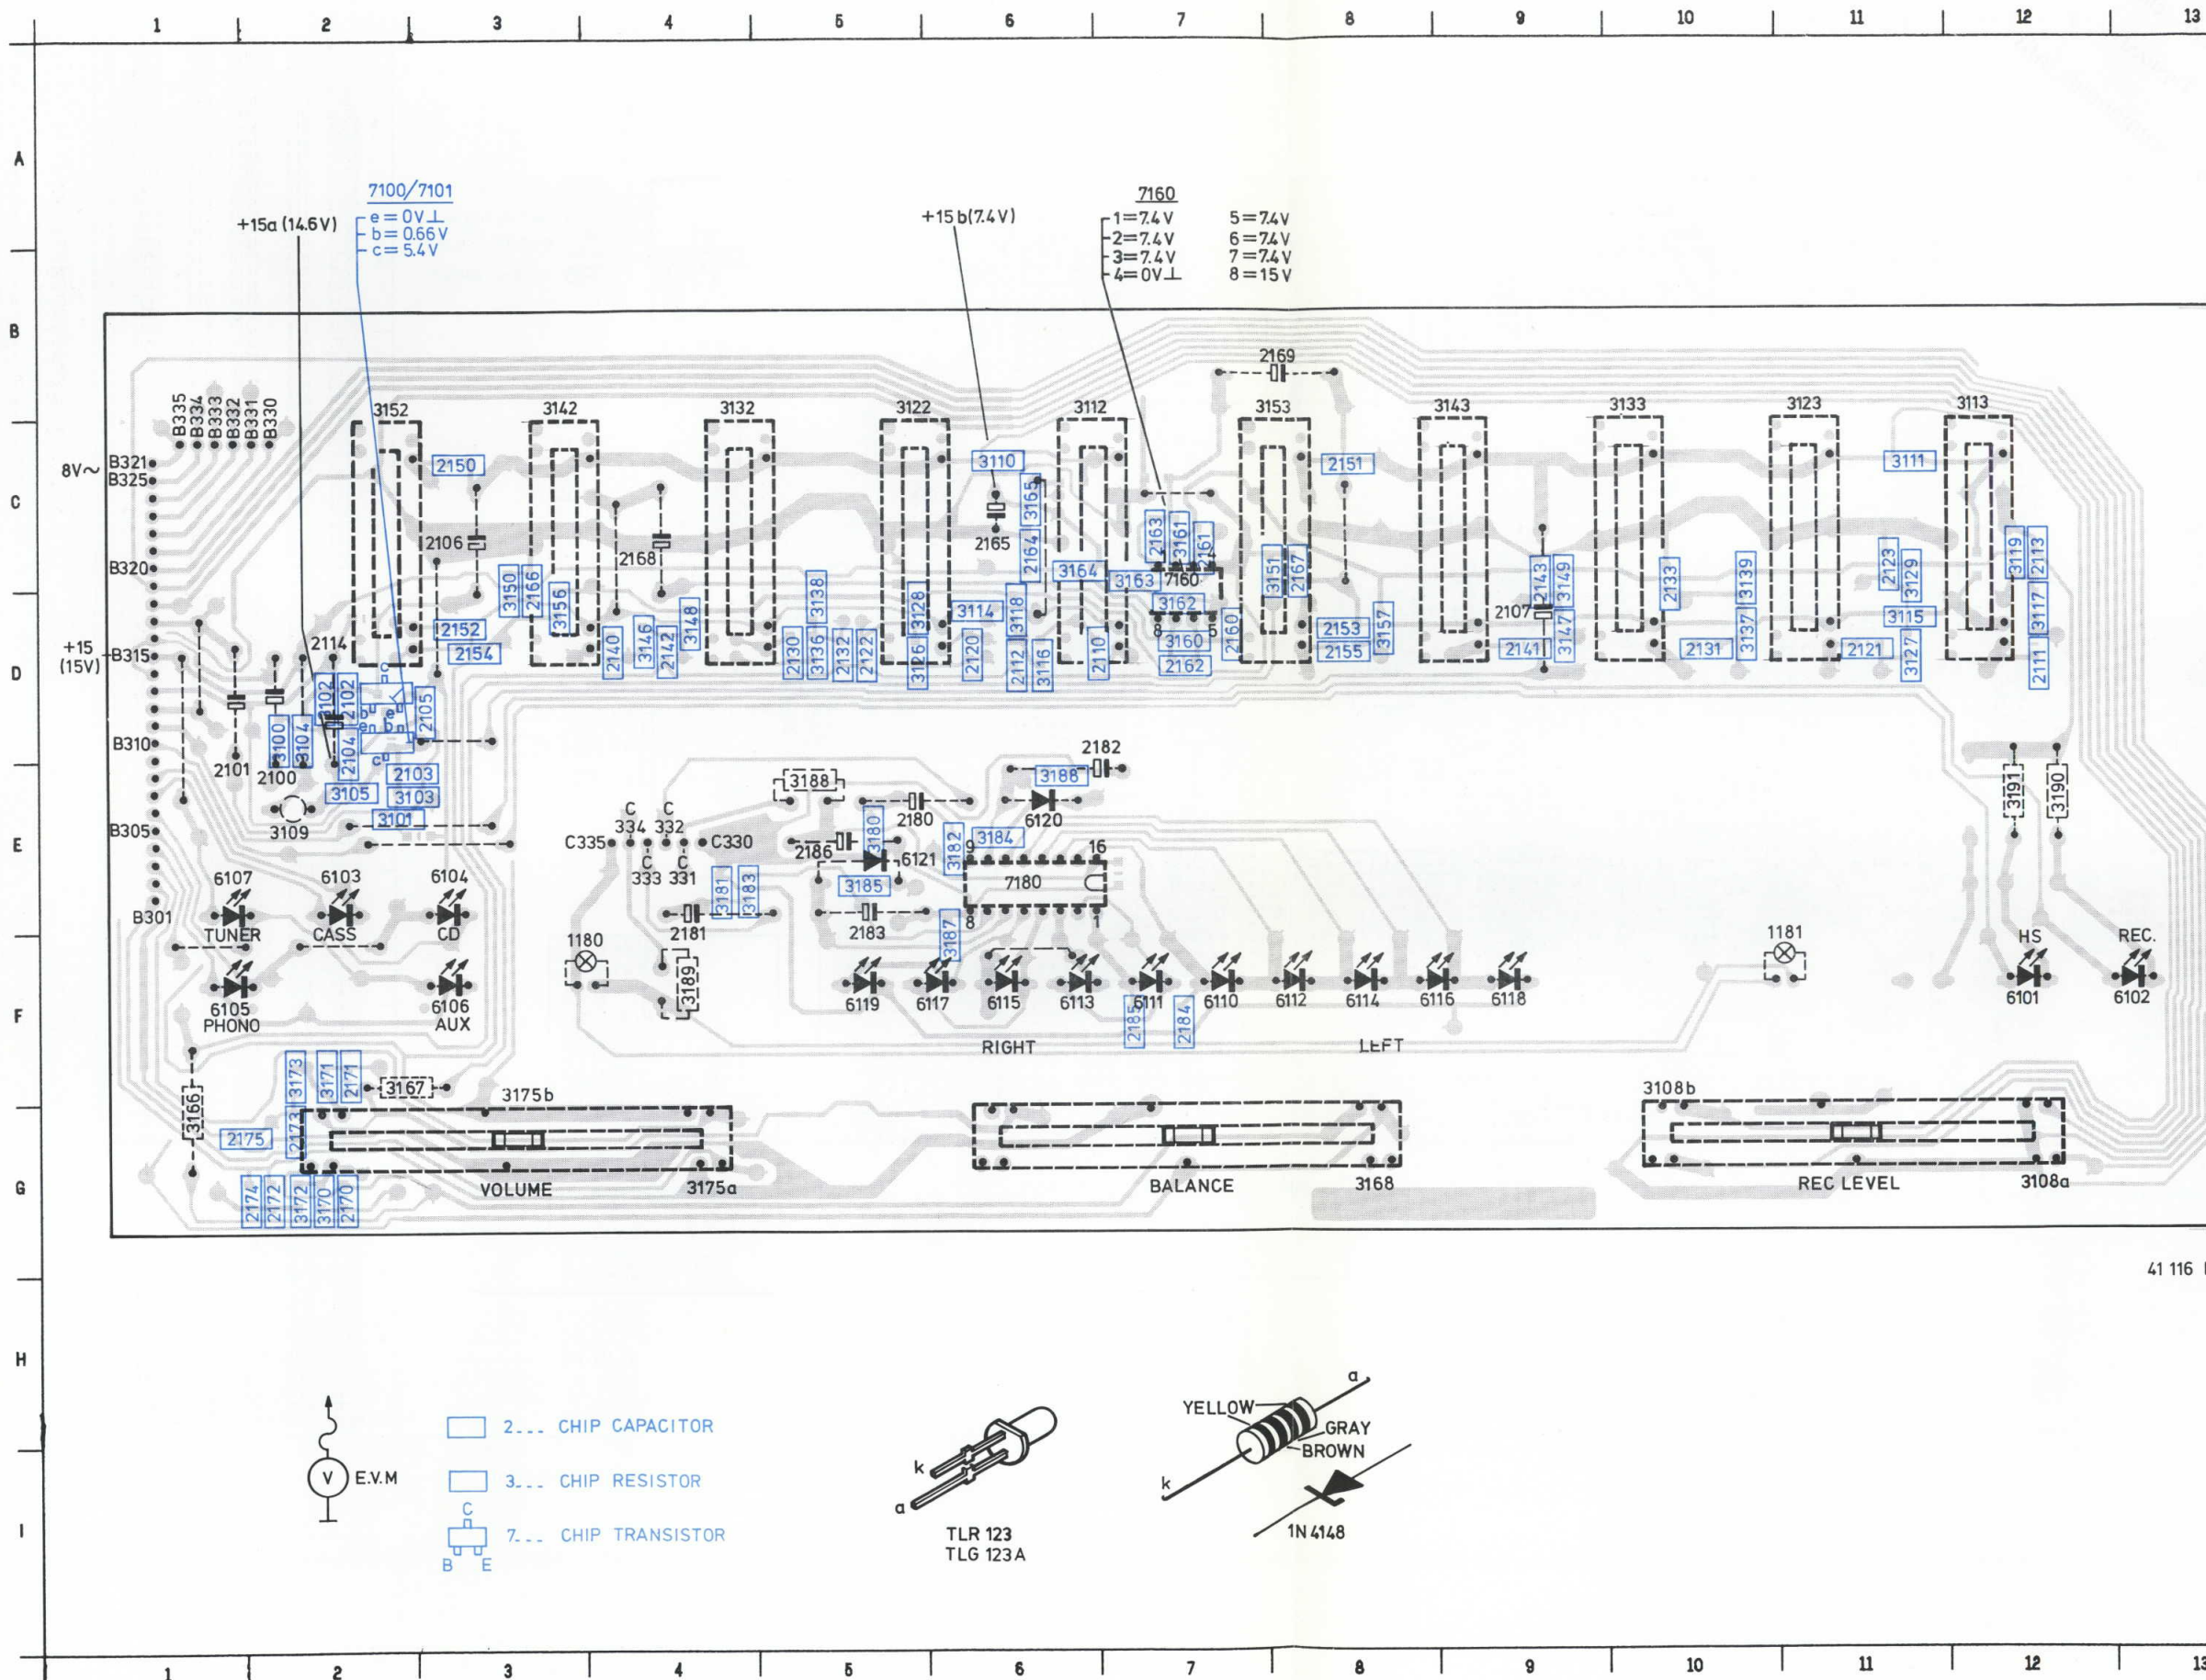 1 2 3 4 5 6 7 8 9 10 11 12 13
A
7100/7101
e=0V⊥
b=0.66V
c=5.4V
+15a (14.6V)
+15b(7.4V)
7160
1=7.4V 5=7.4V
2=7.4V 6=7.4V
3=7.4V 7=7.4V
4=0V⊥ 8=15V
B
2169
B335 B334 B333 B332 B331 B330
3152 3142 3132 3122 3112 3153 3143 3133 3123 3113
8V~ B321
B325
2150 3110 2151 3111
C
3165
2106 2168 2165 2164 2163 3161 2161
B320
3150 2166 3156 3138 3128 3164 3163 7160 3151 2167 2143 3149 2133 3139 2123 3129 3119 2113
3114 3118 3162 2107 3115 3117
8 5
+15
(15V)
B315
2114 2152 2154
2140 3146 2142 3148 2130 3136 2132 2122 3126 2120 2112 3116 2110 3160 2162 2160 2153 2155 3157 2141 3147 2131 3137 2121 3127 2111
D
3102 2102 c 2105
b e
e b
c
B310
2101 2100 3100 3104 2104
2103
3105 3103
3101
3109
2182
3188 3188
3191 3190
2180 6120
B305
E
C335 C 334 C 332 C330
C 333 C 331
2186 3180 6121 3182 3184
9 16
7180
8 1
3181 3183 3185
6107 6103 6104
B301
TUNER CASS CD
2181 2183 3187
1180 1181
HS REC.
3189
6105 6106
PHONO AUX
F
6119 6117 6115 6113 6111 6110 6112 6114 6116 6118 6101 6102
2185 2184
RIGHT LEFT
3173 3171 2171 3167
3166
3175b 3108b
2175 2173
G
2174 2172 3172 3170 2170
VOLUME 3175a BALANCE 3168 REC LEVEL 3108a
41 116
H
V E.V.M
2... CHIP CAPACITOR
3... CHIP RESISTOR
C
7... CHIP TRANSISTOR
B E
k
a
TLR 123
TLG 123A
a
YELLOW
GRAY
BROWN
k
1N4148
I
1 2 3 4 5 6 7 8 9 10 11 12 13